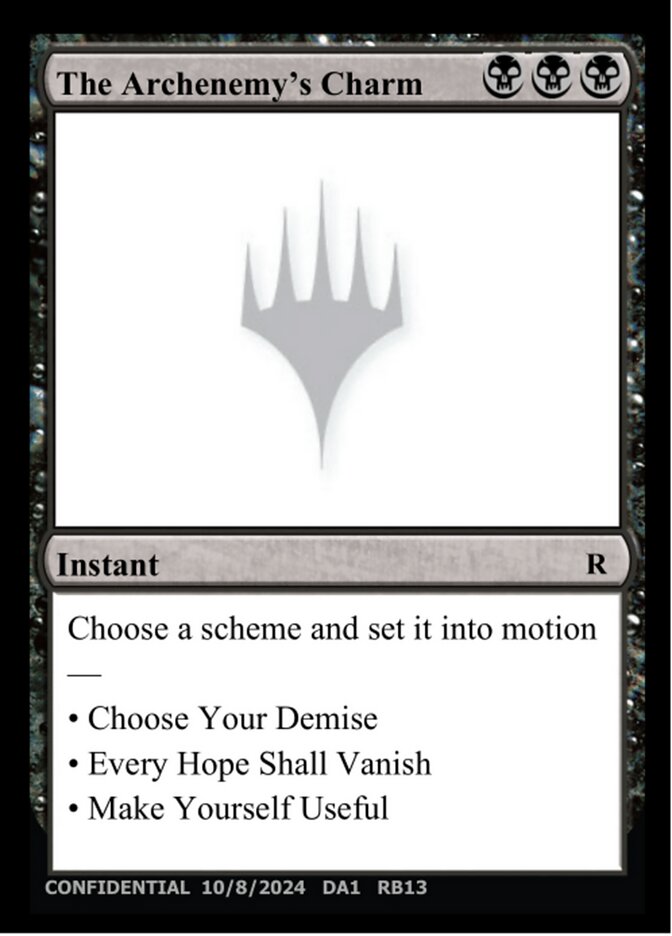 The Archenemy’s Charm
Instant R
Choose a scheme and set it into motion
—
• Choose Your Demise
• Every Hope Shall Vanish
• Make Yourself Useful
CONFIDENTIAL 10/8/2024 DA1 RB13